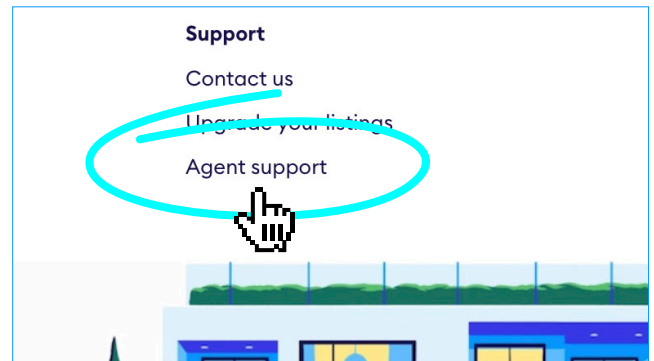 Support
Contact us
Upgrade your listings
Agent support